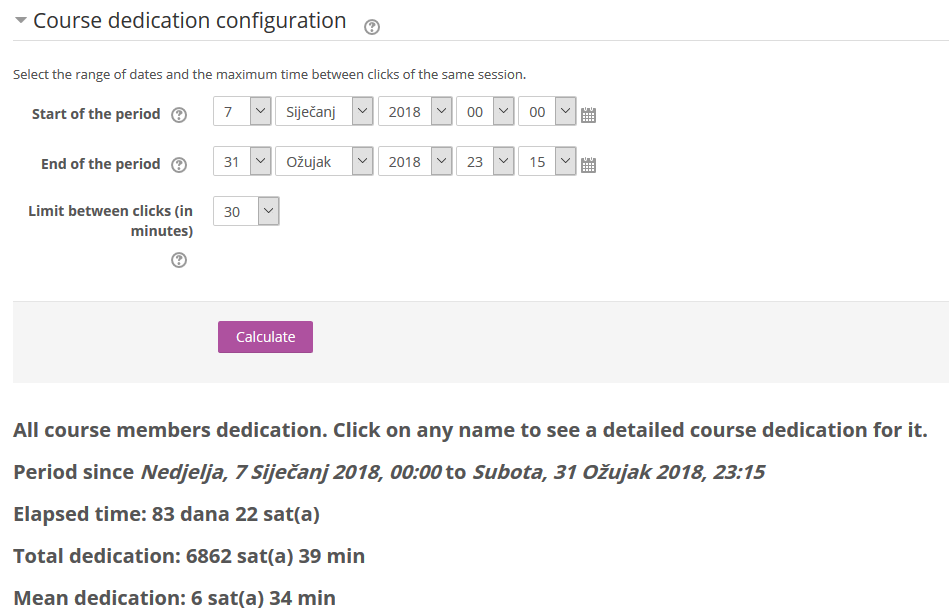 Course dedication configuration
Select the range of dates and the maximum time between clicks of the same session.
Start of the period 7 Siječanj 2018 00 00
End of the period 31 Ožujak 2018 23 15
Limit between clicks (in 30
minutes)
Calculate
All course members dedication. Click on any name to see a detailed course dedication for it.
Period since Nedjelja, 7 Siječanj 2018, 00:00 to Subota, 31 Ožujak 2018, 23:15
Elapsed time: 83 dana 22 sat(a)
Total dedication: 6862 sat(a) 39 min
Mean dedication: 6 sat(a) 34 min